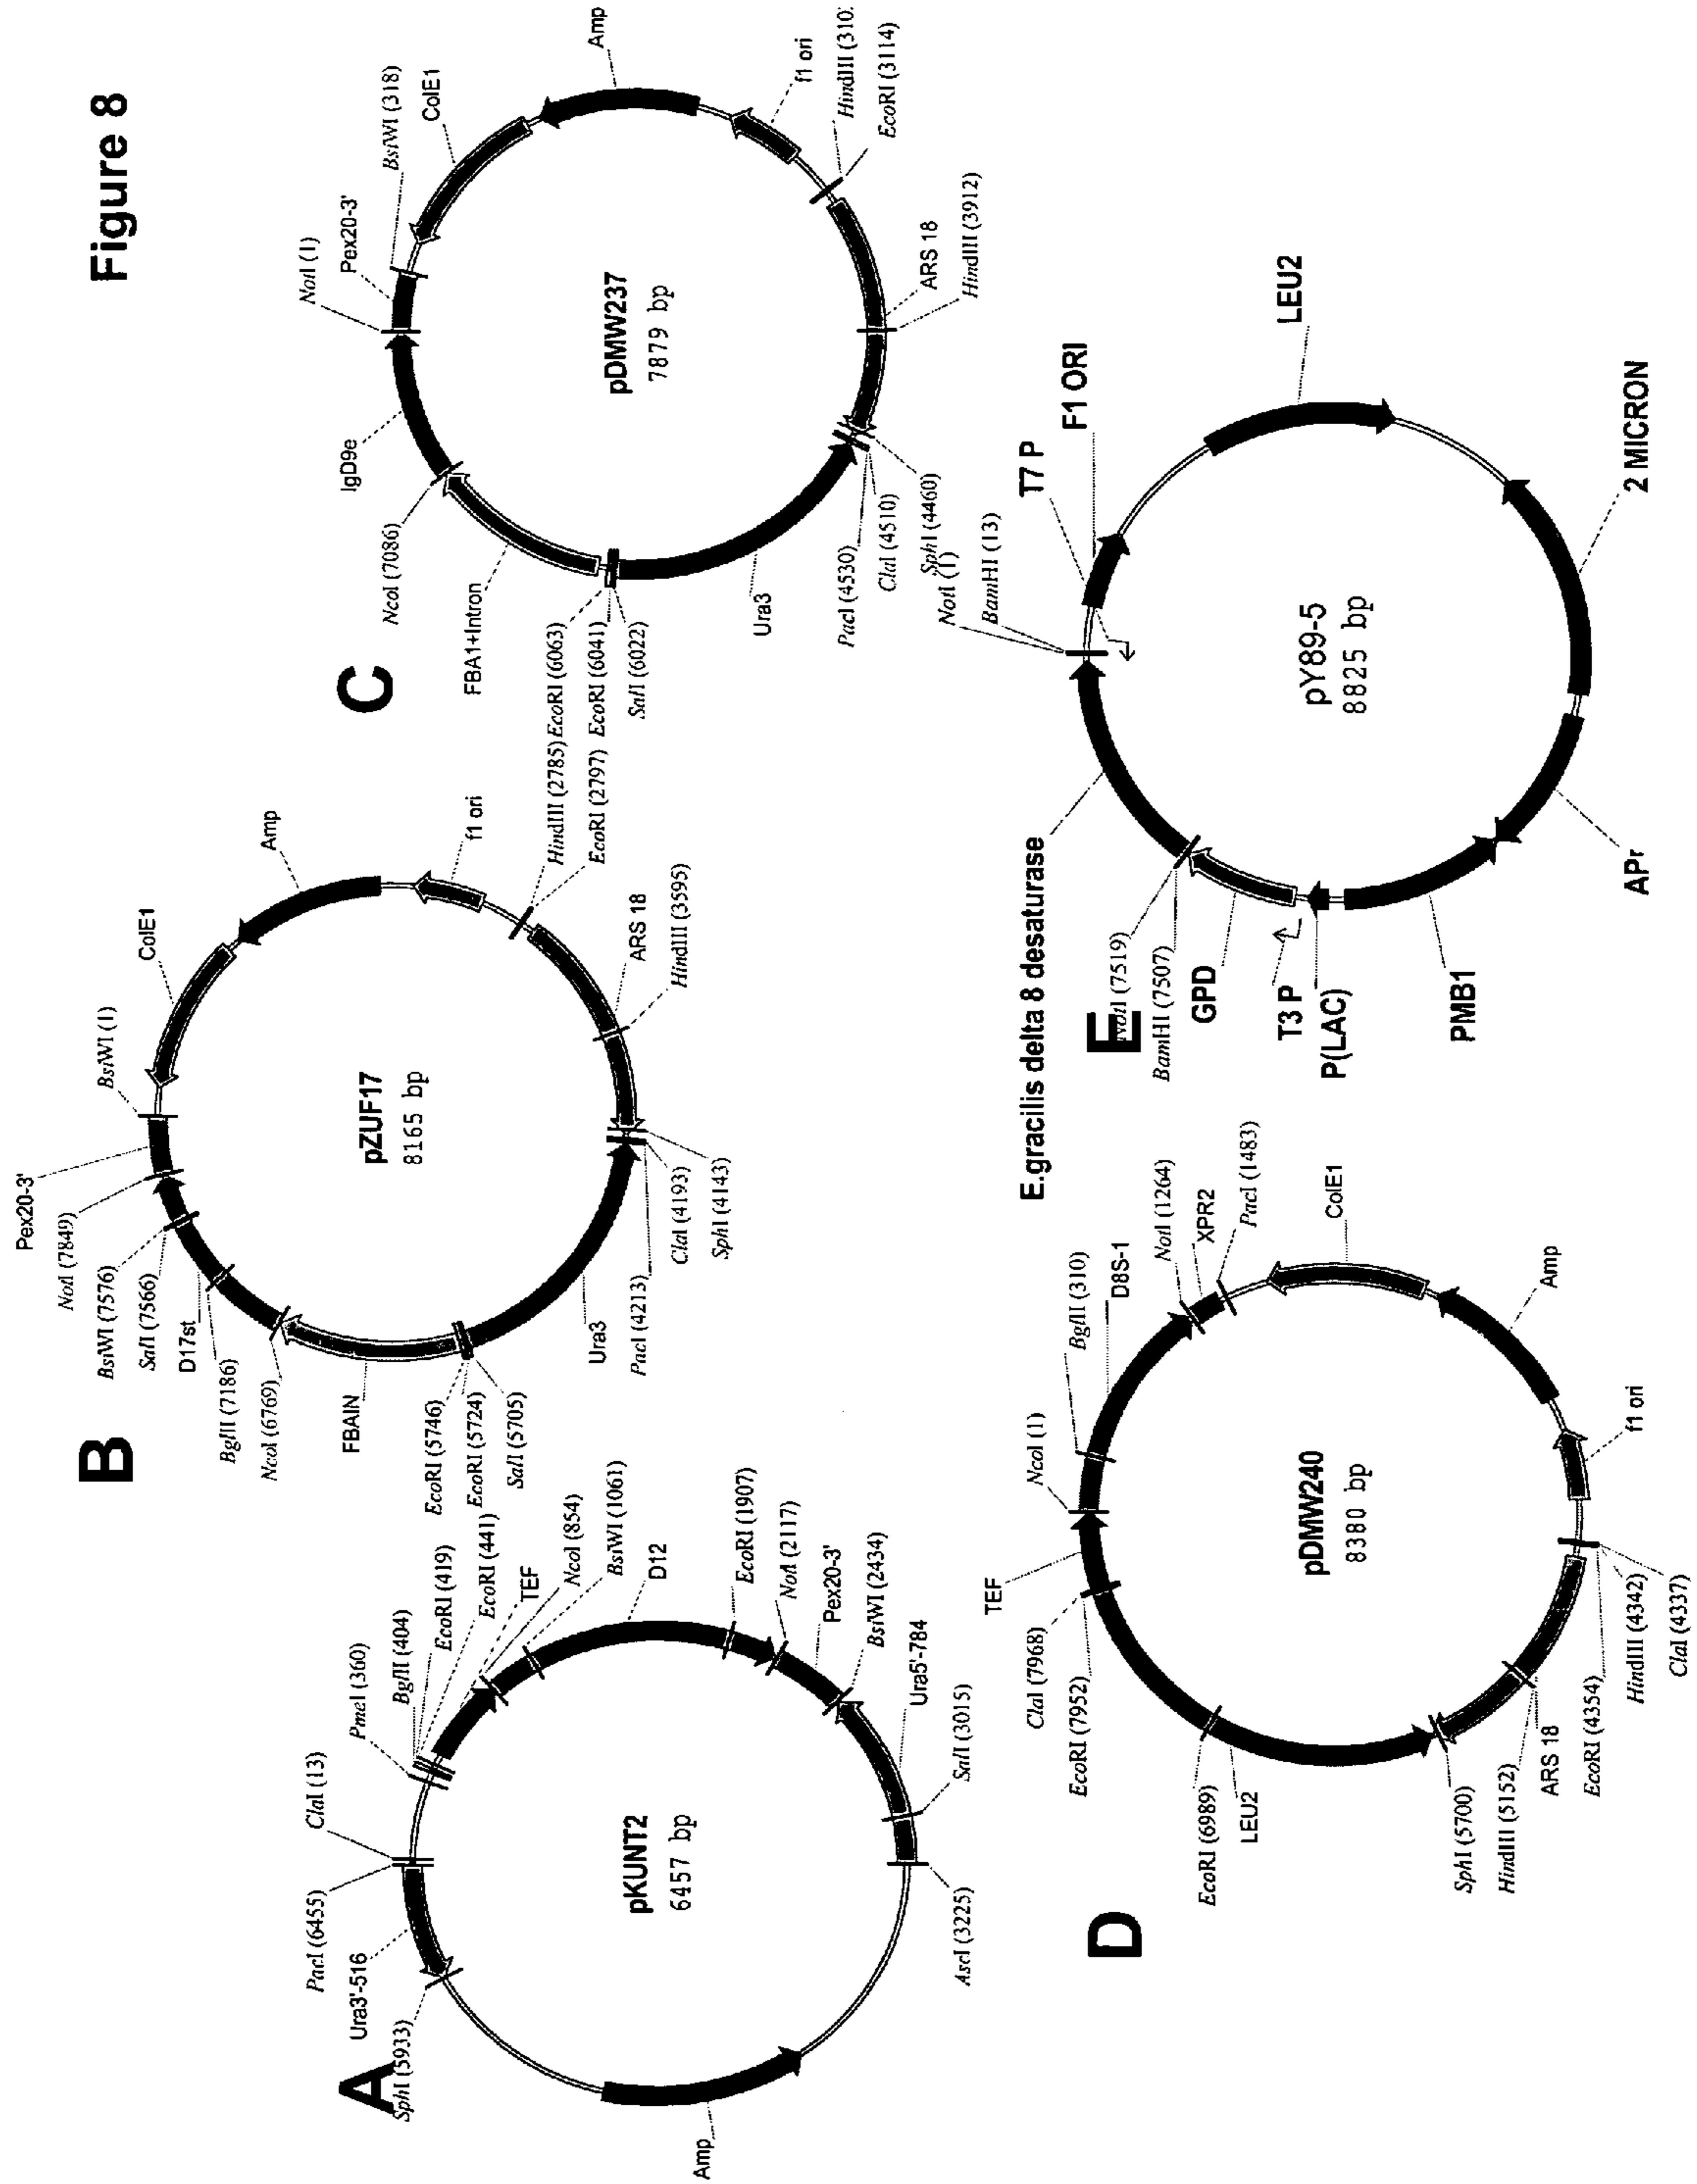 Figure 8
A
pKUNT2
6457 bp
PacI (6455)
ClaI (13)
PmeI (360)
BglII (404)
EcoRI (419)
EcoRI (441)
TEF
NcoI (854)
BsiWI (1061)
D12
EcoRI (1907)
NotI (2117)
Pex20-3'
BsiWI (2434)
Ura5'-784
SalI (3015)
AscI (3225)
Amp
SphI (5933)
Ura3'-516
B
pZUF17
8165 bp
BsiWI (1)
ColE1
Amp
f1 ori
HindIII (2785)
EcoRI (2797)
ARS 18
HindIII (3595)
SphI (4143)
ClaI (4193)
PacI (4213)
Ura3
SalI (5705)
EcoRI (5724)
EcoRI (5746)
FBAIN
NcoI (6769)
BglII (7186)
D17st
SalI (7566)
BsiWI (7576)
NotI (7849)
Pex20-3'
C
pDMW237
7879 bp
NotI (1)
Pex20-3'
BsiWI (318)
ColE1
Amp
f1 ori
HindIII (310
EcoRI (3114)
ARS 18
HindIII (3912)
SphI (4460)
ClaI (4510)
PacI (4530)
Ura3
SalI (6022)
EcoRI (6041)
EcoRI (6063)
FBA1+Intron
NcoI (7086)
IgD9e
D
pDMW240
8380 bp
NcoI (1)
BglII (310)
D8S-1
NotI (1264)
XPR2
PacI (1483)
ColE1
Amp
f1 ori
ClaI (4337)
HindIII (4342)
EcoRI (4354)
ARS 18
HindIII (5152)
SphI (5700)
LEU2
EcoRI (6989)
EcoRI (7952)
ClaI (7968)
TEF
E
pY89-5
8825 bp
NotI (1)
BamHI (13)
T7 P
F1 ORI
LEU2
2 MICRON
APr
PMB1
P(LAC)
T3 P
GPD
BamHI (7507)
NotI (7519)
E.gracilis delta 8 desaturase